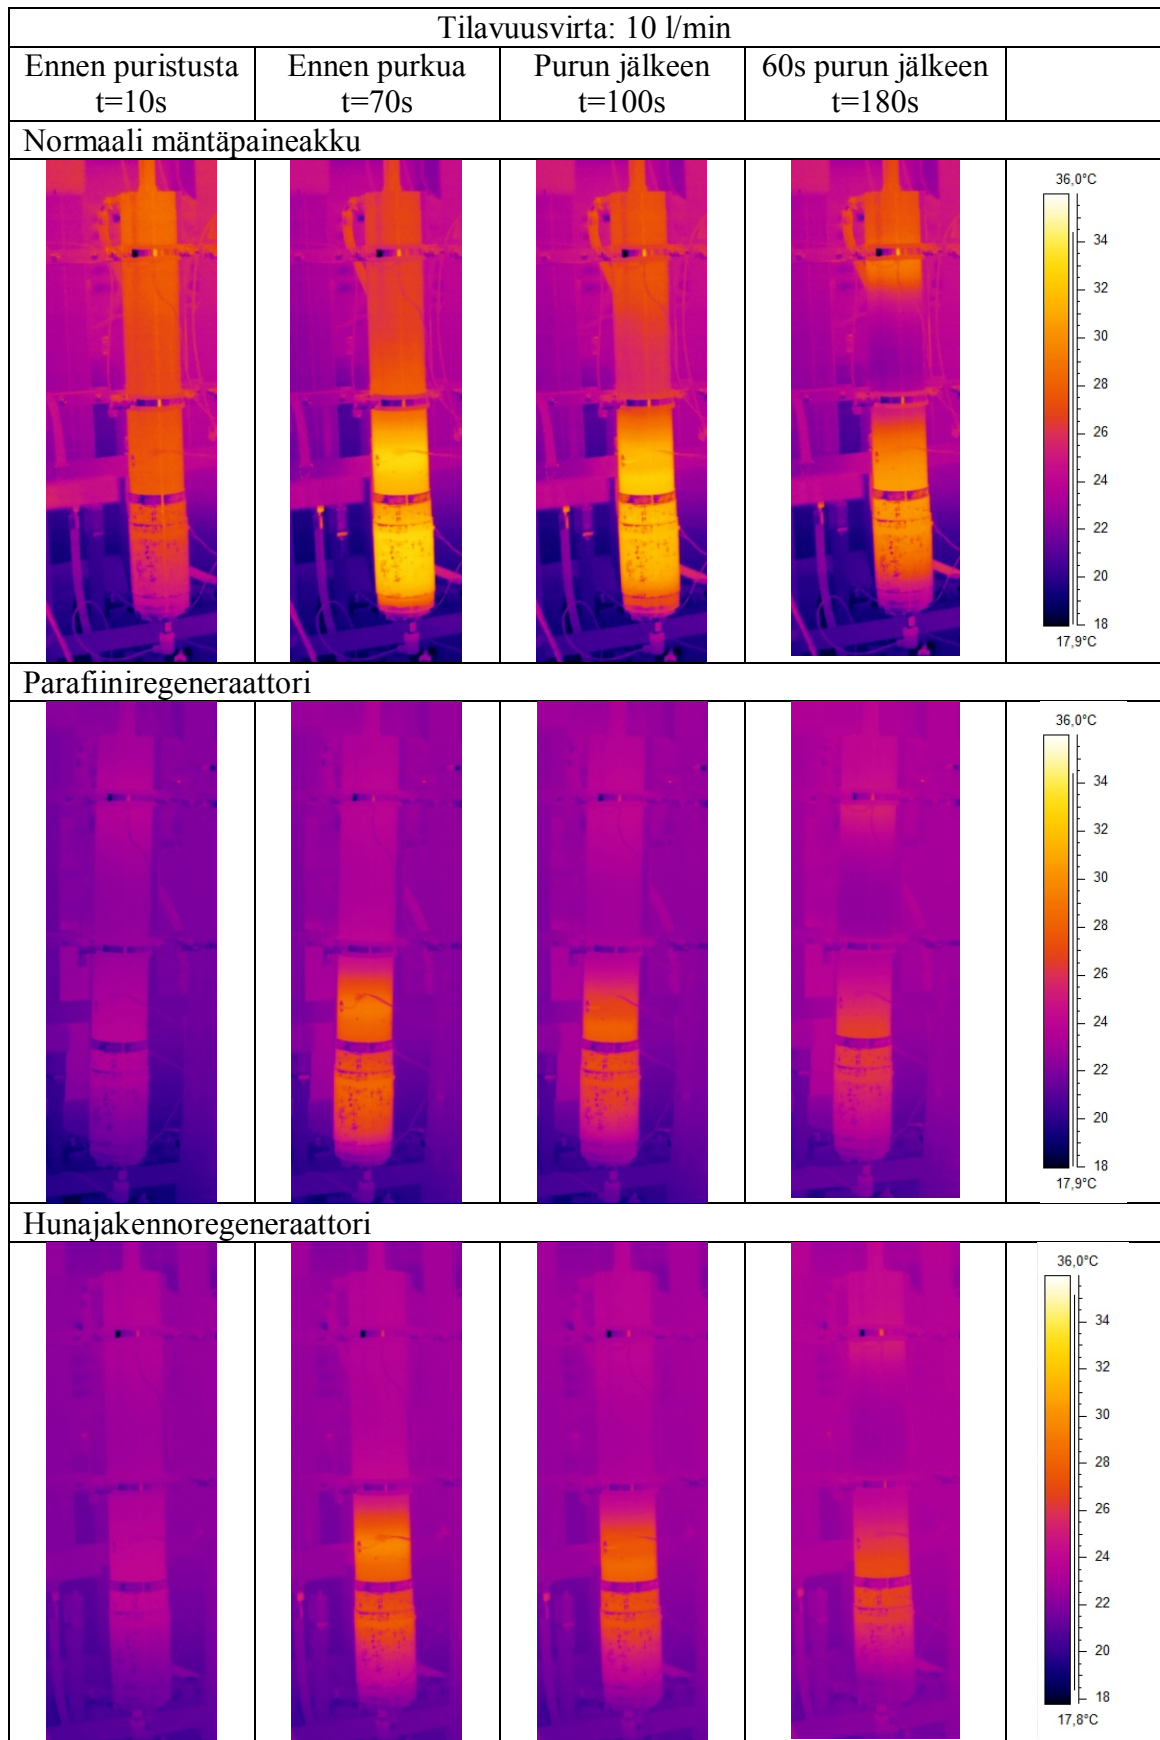 Tilavuusvirta: 10 l/min
Ennen puristusta
t=10s
Ennen purkua
t=70s
Purun jälkeen
t=100s
60s purun jälkeen
t=180s
Normaali mäntäpaineakku
36,0°C
34
32
30
28
26
24
22
20
18
17,9°C
Parafiiniregeneraattori
36,0°C
34
32
30
28
26
24
22
20
18
17,9°C
Hunajakennoregeneraattori
36,0°C
34
32
30
28
26
24
22
20
18
17,8°C